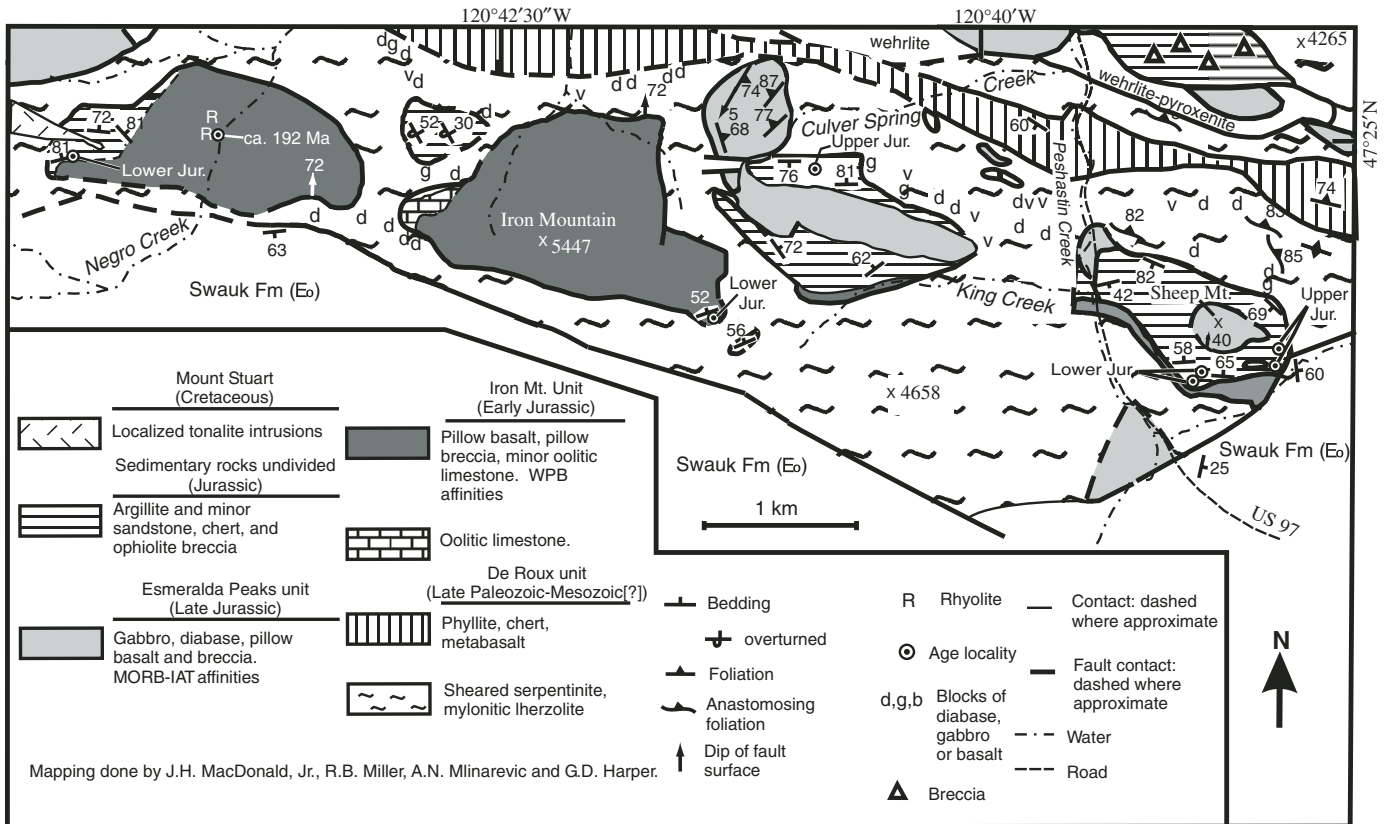 120°42′30″W
120°40′W
47°25′N
d g d
v d
d d d d
v
72
wehrlite
Creek
x 4265
wehrlite-pyroxenite
72
81
R
R
ca. 192 Ma
81
Lower Jur.
72
52
30
d
g
d
d
d
d
d
d d
87
74
5
77
68
Culver Spring
Upper Jur.
g
76
81
g
v
d
d
v
d v v
d
d
60
Peshastin Creek
74
82
v
d
d
83
85
d
g
Negro Creek
63
Swauk Fm (Eo)
Iron Mountain
x 5447
72
62
King Creek
52
Lower
Jur.
56
82
42
Sheep Mt.
69
x
40
58
65
Upper
Jur.
Lower Jur.
60
x 4658
Swauk Fm (Eo)
Swauk Fm (Eo)
25
US 97
1 km
Mount Stuart
(Cretaceous)
Localized tonalite intrusions
Sedimentary rocks undivided
(Jurassic)
Argillite and minor
sandstone, chert, and
ophiolite breccia
Esmeralda Peaks unit
(Late Jurassic)
Gabbro, diabase, pillow
basalt and breccia.
MORB-IAT affinities
Iron Mt. Unit
(Early Jurassic)
Pillow basalt, pillow
breccia, minor oolitic
limestone. WPB
affinities
Oolitic limestone.
De Roux unit
(Late Paleozoic-Mesozoic[?])
Phyllite, chert,
metabasalt
Sheared serpentinite,
mylonitic lherzolite
Bedding
overturned
Foliation
Anastomosing
foliation
Dip of fault
surface
R Rhyolite
Age locality
d,g,b Blocks of
diabase,
gabbro
or basalt
Breccia
Contact: dashed
where approximate
Fault contact:
dashed where
approximate
Water
Road
N
Mapping done by J.H. MacDonald, Jr., R.B. Miller, A.N. Mlinarevic and G.D. Harper.